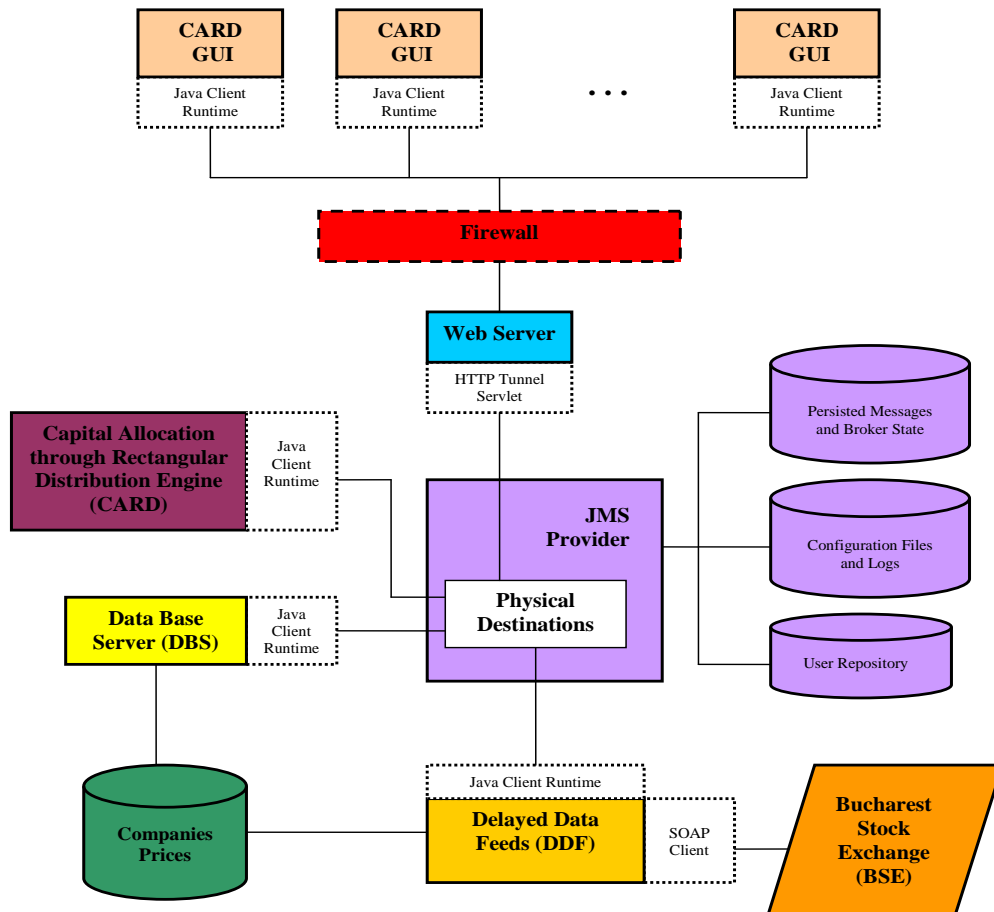 CARD
GUI
CARD
GUI
CARD
GUI
Java Client
Runtime
Java Client
Runtime
Java Client
Runtime
...
Firewall
Web Server
HTTP Tunnel
Servlet
Capital Allocation
through Rectangular
Distribution Engine
(CARD)
Java
Client
Runtime
JMS
Provider
Physical
Destinations
Persisted Messages
and Broker State
Configuration Files
and Logs
User Repository
Data Base
Server (DBS)
Java
Client
Runtime
Companies
Prices
Java Client Runtime
Delayed Data
Feeds (DDF)
SOAP
Client
Bucharest
Stock
Exchange
(BSE)